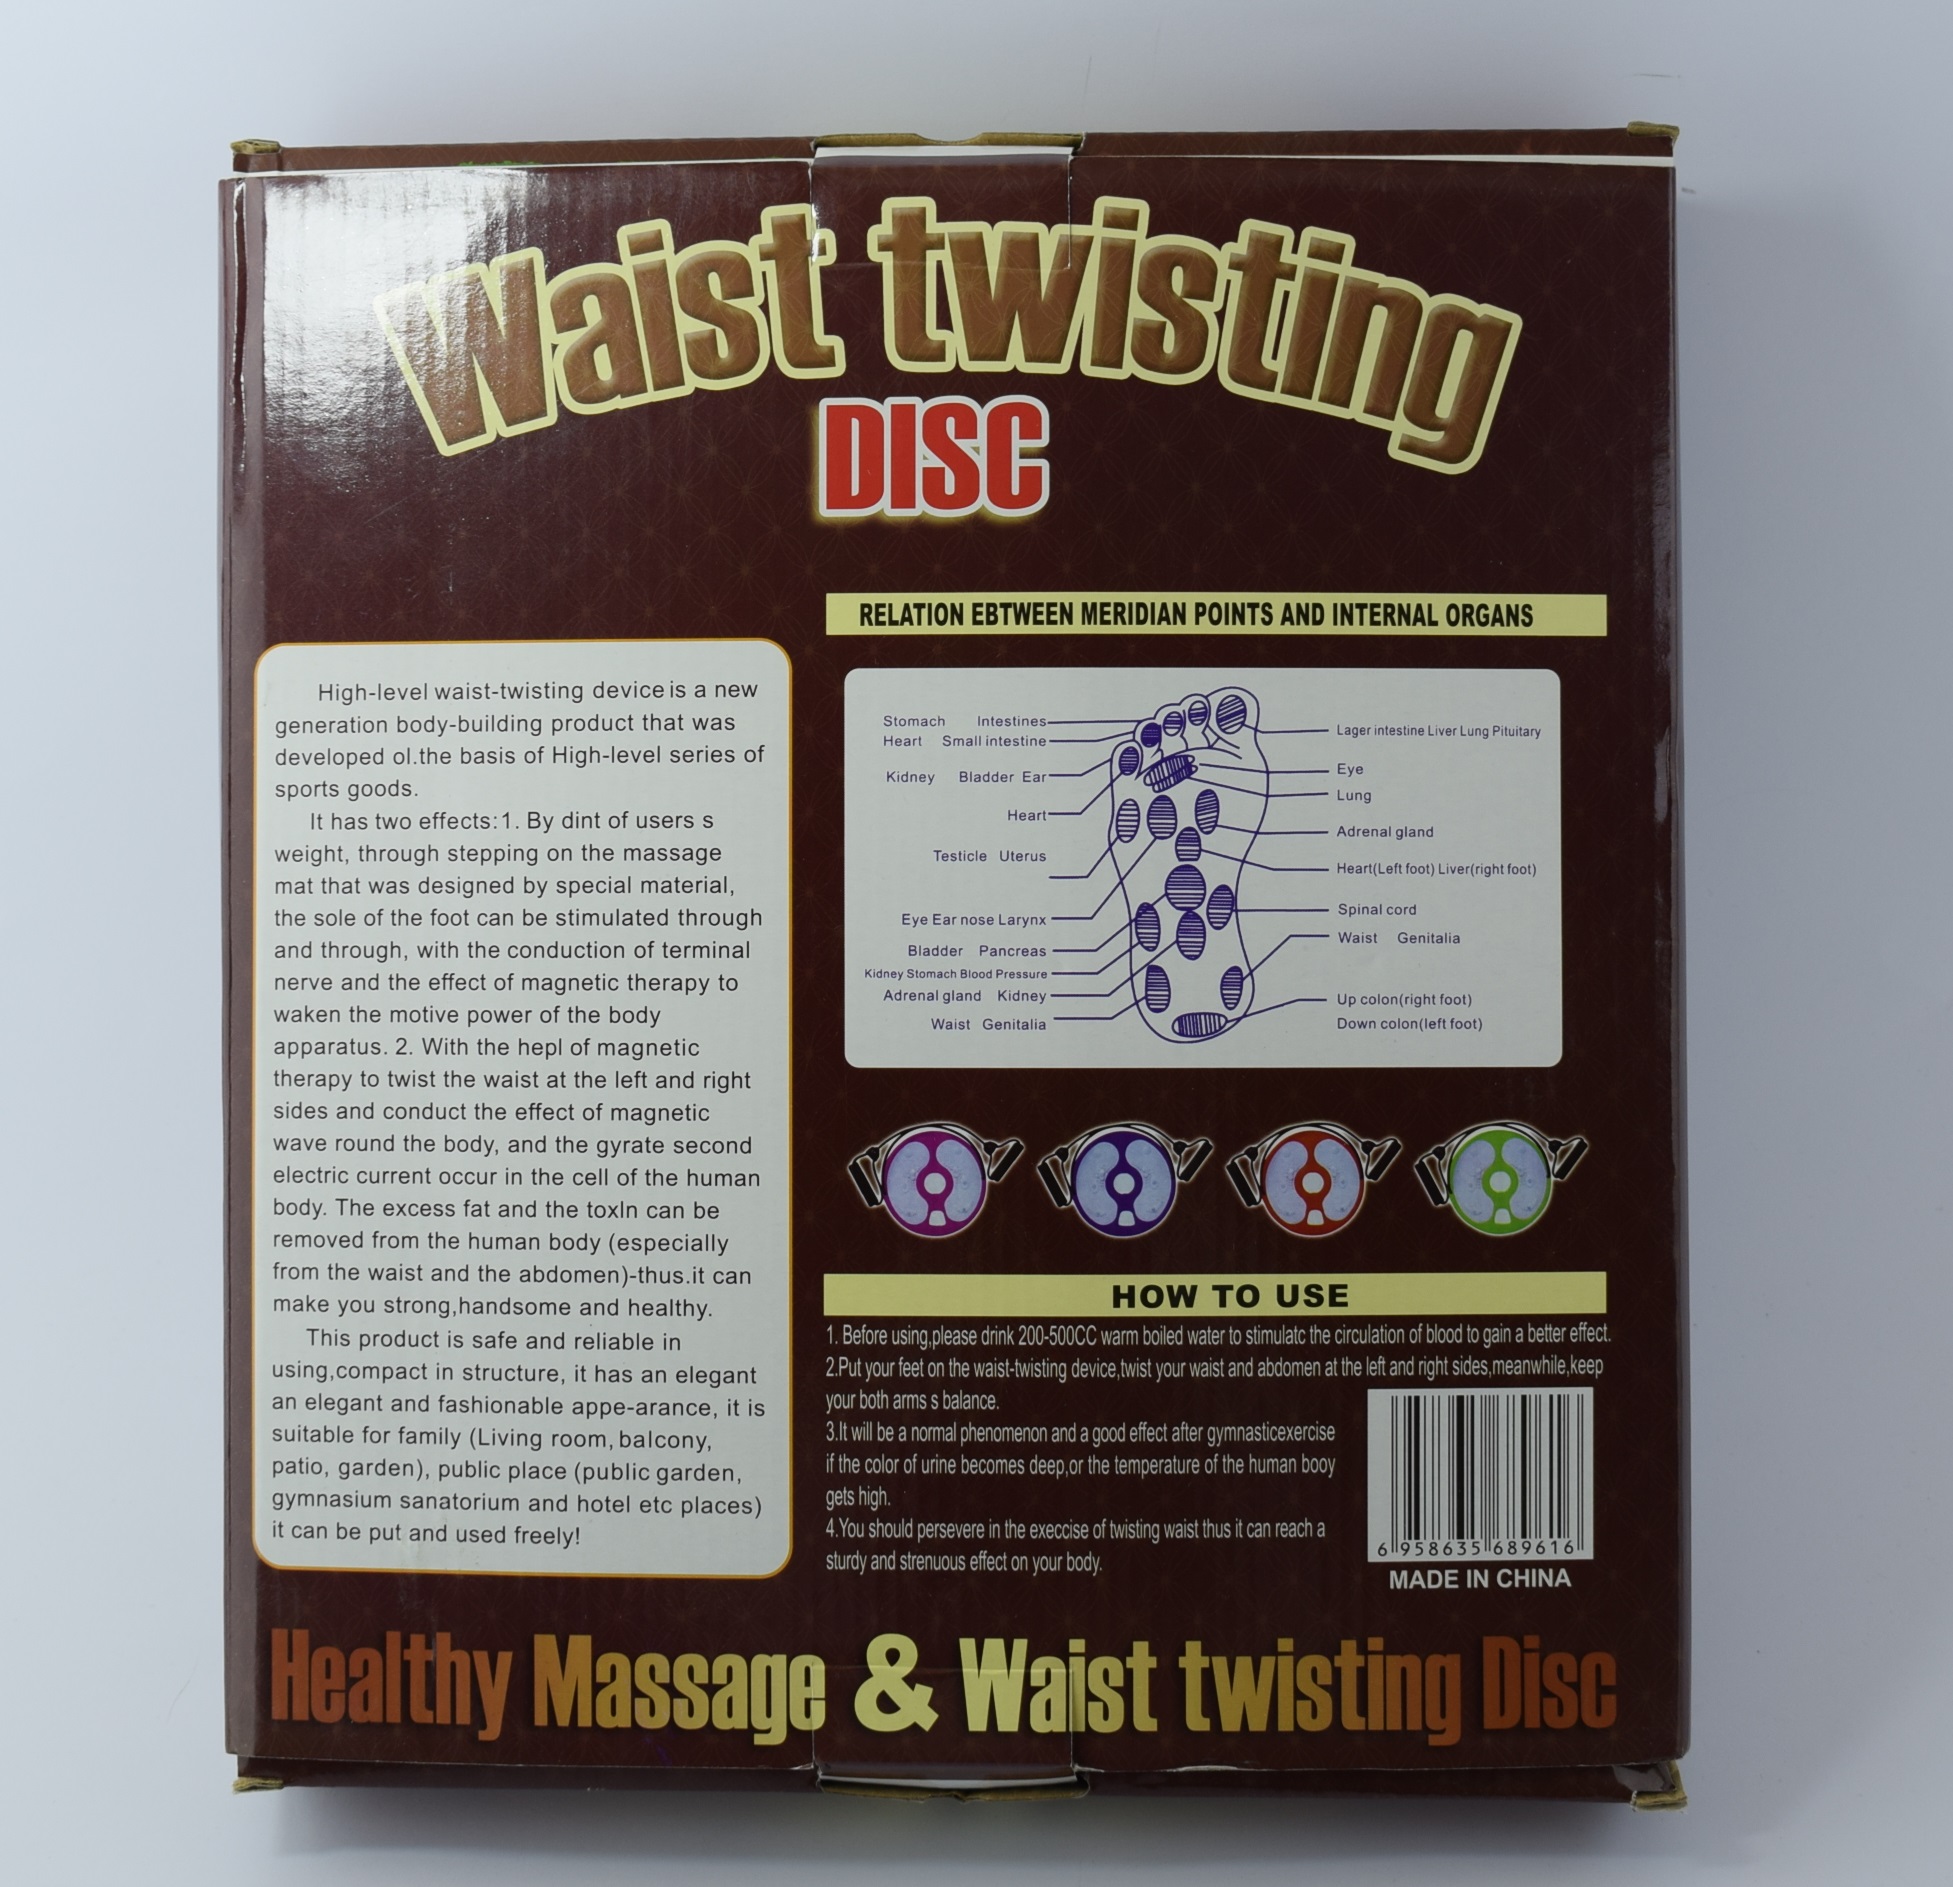 Waist twisting
DISC
RELATION EBTWEEN MERIDIAN POINTS AND INTERNAL ORGANS
High-level waist-twisting device is a new
generation body-building product that was
developed ol.the basis of High-level series of
sports goods.
It has two effects:1. By dint of users s
weight, through stepping on the massage
mat that was designed by special material,
the sole of the foot can be stimulated through
and through, with the conduction of terminal
nerve and the effect of magnetic therapy to
waken the motive power of the body
apparatus. 2. With the hepl of magnetic
therapy to twist the waist at the left and right
sides and conduct the effect of magnetic
wave round the body, and the gyrate second
electric current occur in the cell of the human
body. The excess fat and the toxIn can be
removed from the human body (especially
from the waist and the abdomen)-thus.it can
make you strong,handsome and healthy.
This product is safe and reliable in
using,compact in structure, it has an elegant
an elegant and fashionable appe-arance, it is
suitable for family (Living room, balcony,
patio, garden), public place (public garden,
gymnasium sanatorium and hotel etc places)
it can be put and used freely!
Stomach Intestines
Heart Small intestine
Kidney Bladder Ear
Heart
Testicle Uterus
Eye Ear nose Larynx
Bladder Pancreas
Kidney Stomach Blood Pressure
Adrenal gland Kidney
Waist Genitalia
Lager intestine Liver Lung Pituitary
Eye
Lung
Adrenal gland
Heart(Left foot) Liver(right foot)
Spinal cord
Waist Genitalia
Up colon(right foot)
Down colon(left foot)
HOW TO USE
1. Before using,please drink 200-500CC warm boiled water to stimulatc the circulation of blood to gain a better effect.
2.Put your feet on the waist-twisting device,twist your waist and abdomen at the left and right sides,meanwhile,keep
your both arms s balance.
3.It will be a normal phenomenon and a good effect after gymnasticexercise
if the color of urine becomes deep,or the temperature of the human booy
gets high.
4.You should persevere in the execcise of twisting waist thus it can reach a
sturdy and strenuous effect on your body.
6 958635 689616
MADE IN CHINA
Healthy Massage & Waist twisting Disc